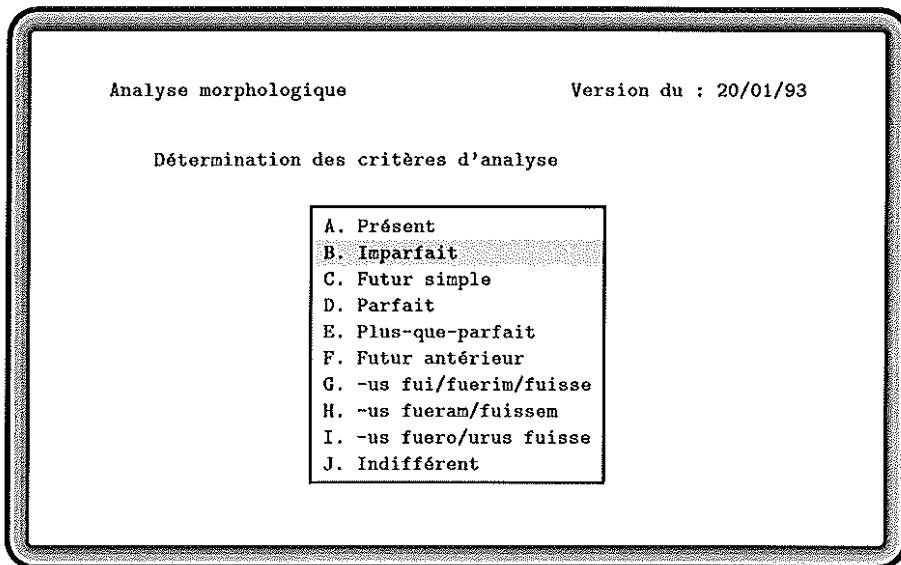 Analyse morphologique Version du : 20/01/93
Détermination des critères d'analyse
A. Présent
B. Imparfait
C. Futur simple
D. Parfait
E. Plus-que-parfait
F. Futur antérieur
G. -us fui/fuerim/fuisse
H. -us fueram/fuissem
I. -us fuero/urus fuisse
J. Indifférent